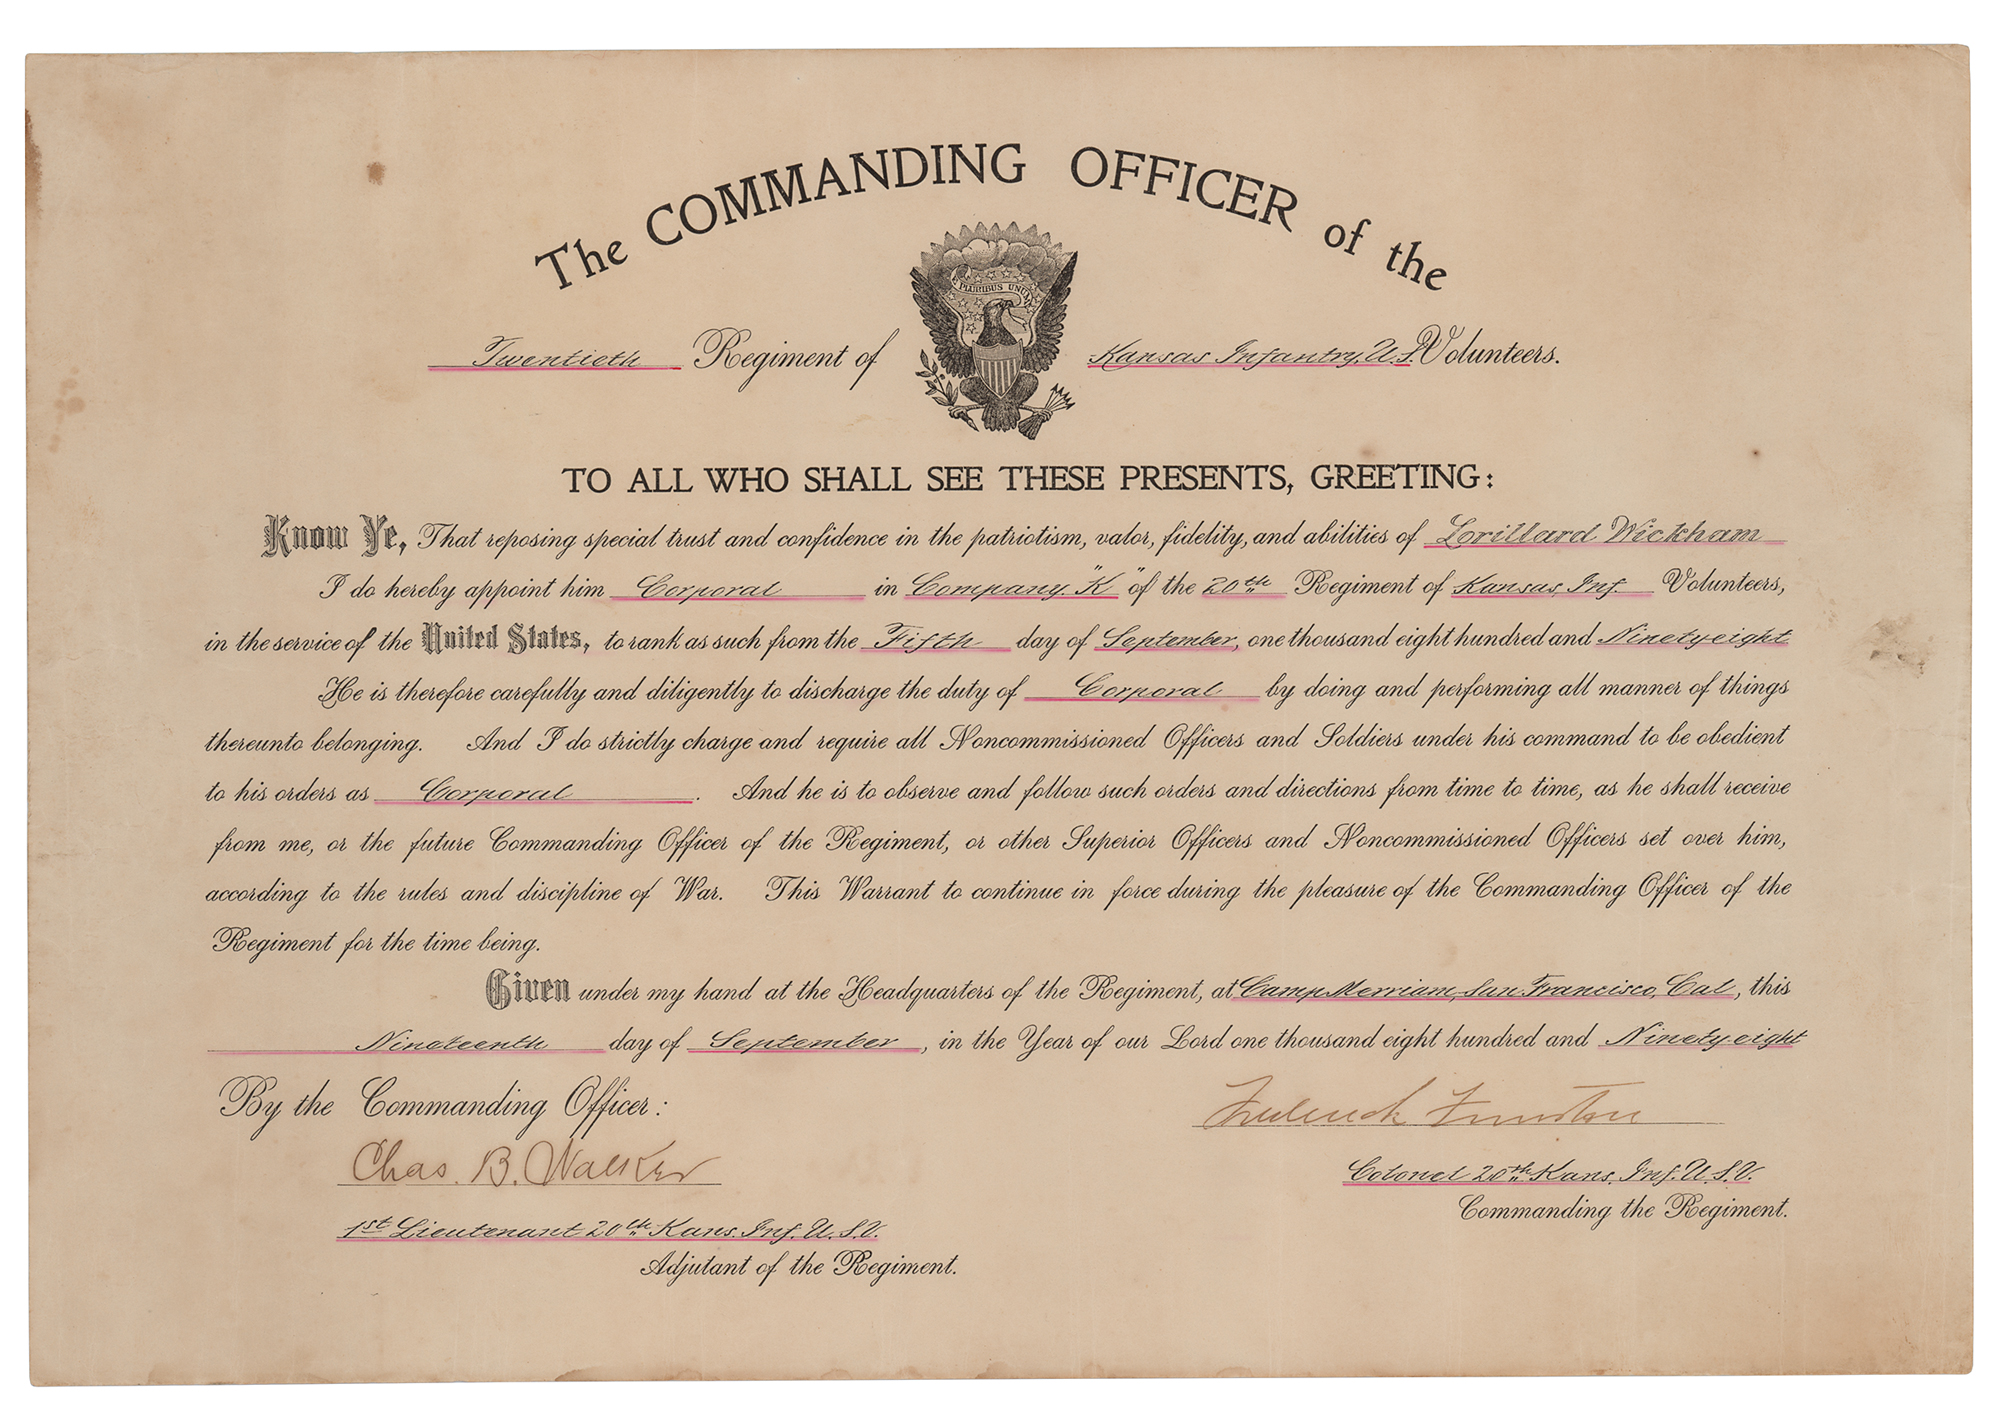 The COMMANDING OFFICER of the
E PLURIBUS UNUM
Twentieth Regiment of Kansas Infantry, U.S. Volunteers.
TO ALL WHO SHALL SEE THESE PRESENTS, GREETING:
Know Ye, That reposing special trust and confidence in the patriotism, valor, fidelity, and abilities of Lorillard Wickham
I do hereby appoint him Corporal in Company "K" of the 20th Regiment of Kansas Inf. Volunteers,
in the service of the United States, to rank as such from the Fifth day of September, one thousand eight hundred and Ninety eight
He is therefore carefully and diligently to discharge the duty of Corporal by doing and performing all manner of things
thereunto belonging. And I do strictly charge and require all Noncommissioned Officers and Soldiers under his command to be obedient
to his orders as Corporal. And he is to observe and follow such orders and directions from time to time, as he shall receive
from me, or the future Commanding Officer of the Regiment, or other Superior Officers and Noncommissioned Officers set over him,
according to the rules and discipline of War. This Warrant to continue in force during the pleasure of the Commanding Officer of the
Regiment for the time being.
Given under my hand at the Headquarters of the Regiment, at Camp Merriam, San Francisco, Cal, this
Nineteenth day of September, in the Year of our Lord one thousand eight hundred and Ninety eight
By the Commanding Officer:
Frederick Funston
Chas. B. Walker
Colonel 20th Kans. Inf. U.S.V.
Commanding the Regiment.
1st Lieutenant 20th Kans. Inf. U.S.V.
Adjutant of the Regiment.